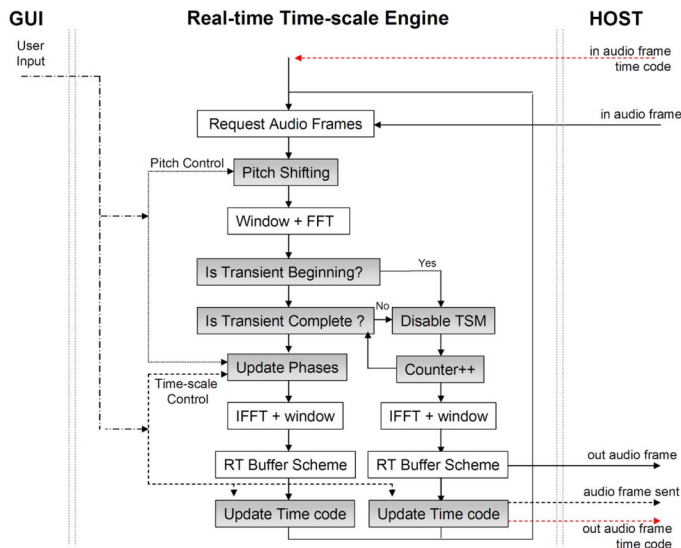 GUI
Real-time Time-scale Engine
HOST
User
Input
in audio frame
time code
Request Audio Frames
in audio frame
Pitch Control
Pitch Shifting
Window + FFT
Is Transient Beginning?
Yes
Is Transient Complete ?
No
Disable TSM
Update Phases
Counter++
Time-scale
Control
IFFT + window
IFFT + window
RT Buffer Scheme
RT Buffer Scheme
out audio frame
audio frame sent
Update Time code
Update Time code
out audio frame
time code